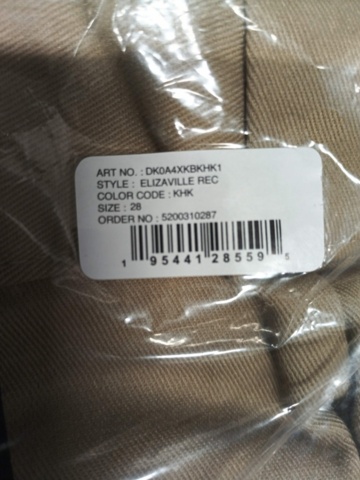 ART NO. : DK0A4XKBKHK1
STYLE : ELIZAVILLE REC
COLOR CODE : KHK
SIZE : 28
ORDER NO : 5200310287
1 95441 28559 5